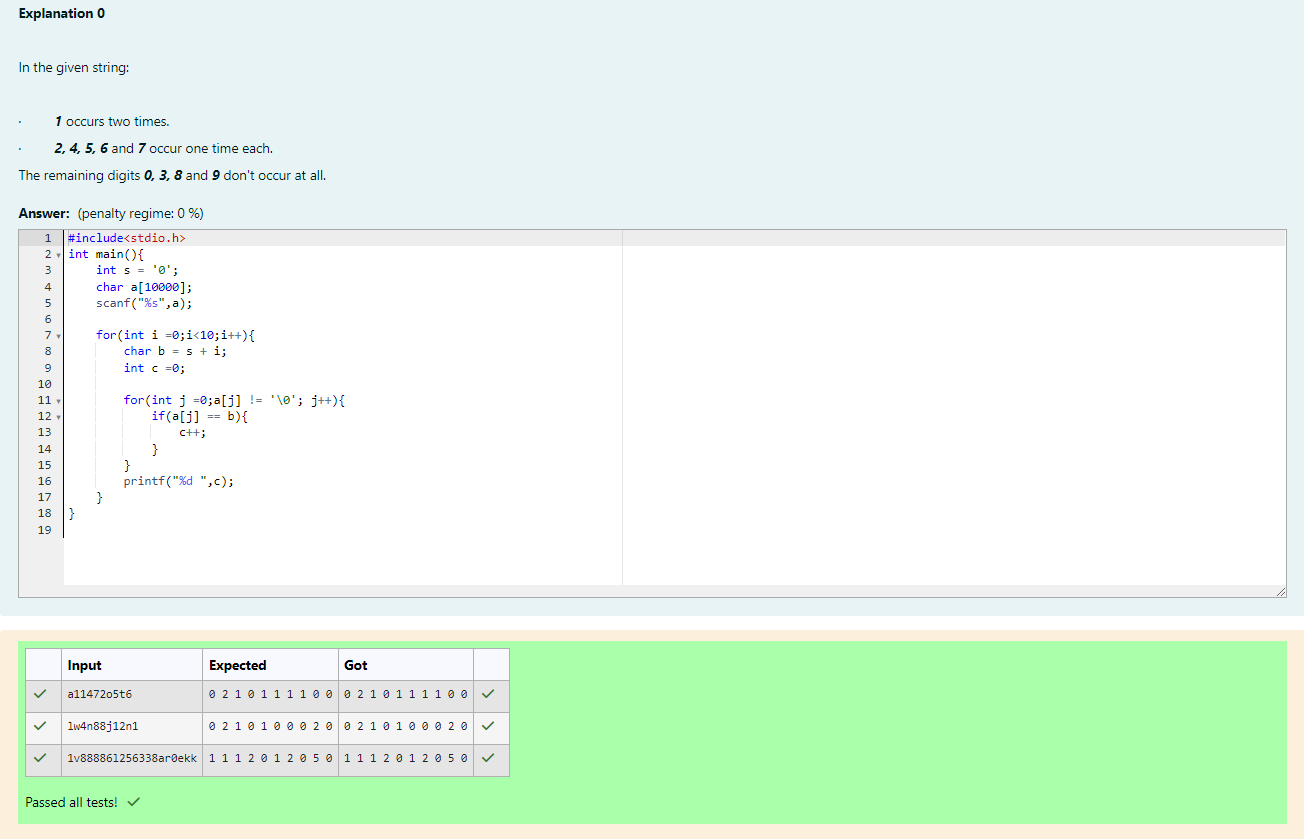 Explanation 0
In the given string:
· 1 occurs two times.
· 2, 4, 5, 6 and 7 occur one time each.
The remaining digits 0, 3, 8 and 9 don't occur at all.
Answer: (penalty regime: 0 %)
1 #include<stdio.h>
2 int main(){
3     int s = '0';
4     char a[10000];
5     scanf("%s",a);
6
7     for(int i =0;i<10;i++){
8         char b = s + i;
9         int c =0;
10
11         for(int j =0;a[j] != '\0'; j++){
12             if(a[j] == b){
13                 c++;
14             }
15         }
16         printf("%d ",c);
17     }
18 }
19
Input Expected Got
a11472o5t6 0 2 1 0 1 1 1 1 0 0 0 2 1 0 1 1 1 1 0 0
lw4n88j12n1 0 2 1 0 1 0 0 0 2 0 0 2 1 0 1 0 0 0 2 0
1v888861256338ar0ekk 1 1 1 2 0 1 2 0 5 0 1 1 1 2 0 1 2 0 5 0
Passed all tests!